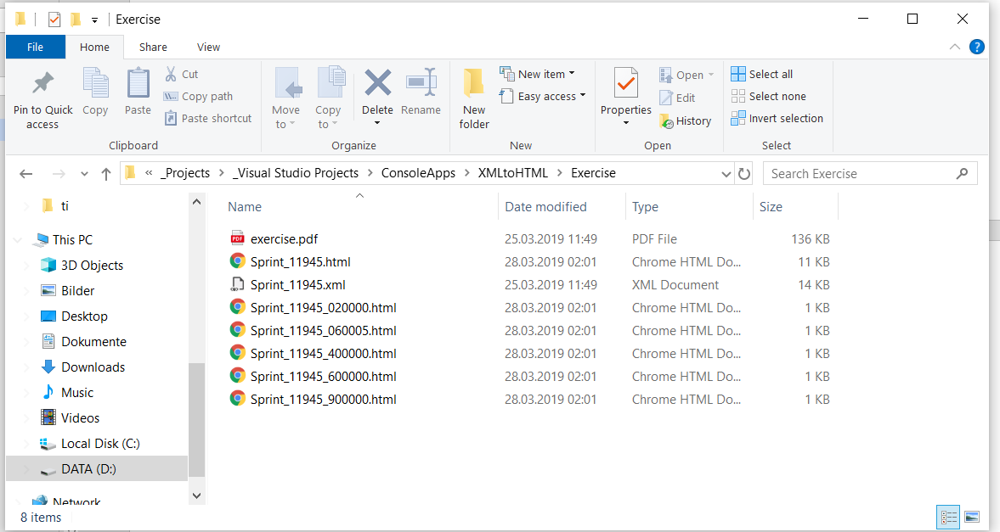 Exercise
File Home Share View
Pin to Quick access
Copy
Paste
Cut
Copy path
Paste shortcut
Clipboard
Move to
Copy to
Delete
Rename
Organize
New folder
New item
Easy access
New
Properties
Open
Edit
History
Open
Select all
Select none
Invert selection
Select
« _Projects > _Visual Studio Projects > ConsoleApps > XMLtoHTML > Exercise
Search Exercise
ti
This PC
3D Objects
Bilder
Desktop
Dokumente
Downloads
Music
Videos
Local Disk (C:)
DATA (D:)
Network
Name Date modified Type Size
PDF exercise.pdf 25.03.2019 11:49 PDF File 136 KB
Sprint_11945.html 28.03.2019 02:01 Chrome HTML Do... 11 KB
Sprint_11945.xml 25.03.2019 11:49 XML Document 14 KB
Sprint_11945_020000.html 28.03.2019 02:01 Chrome HTML Do... 1 KB
Sprint_11945_060005.html 28.03.2019 02:01 Chrome HTML Do... 1 KB
Sprint_11945_400000.html 28.03.2019 02:01 Chrome HTML Do... 1 KB
Sprint_11945_600000.html 28.03.2019 02:01 Chrome HTML Do... 1 KB
Sprint_11945_900000.html 28.03.2019 02:01 Chrome HTML Do... 1 KB
8 items